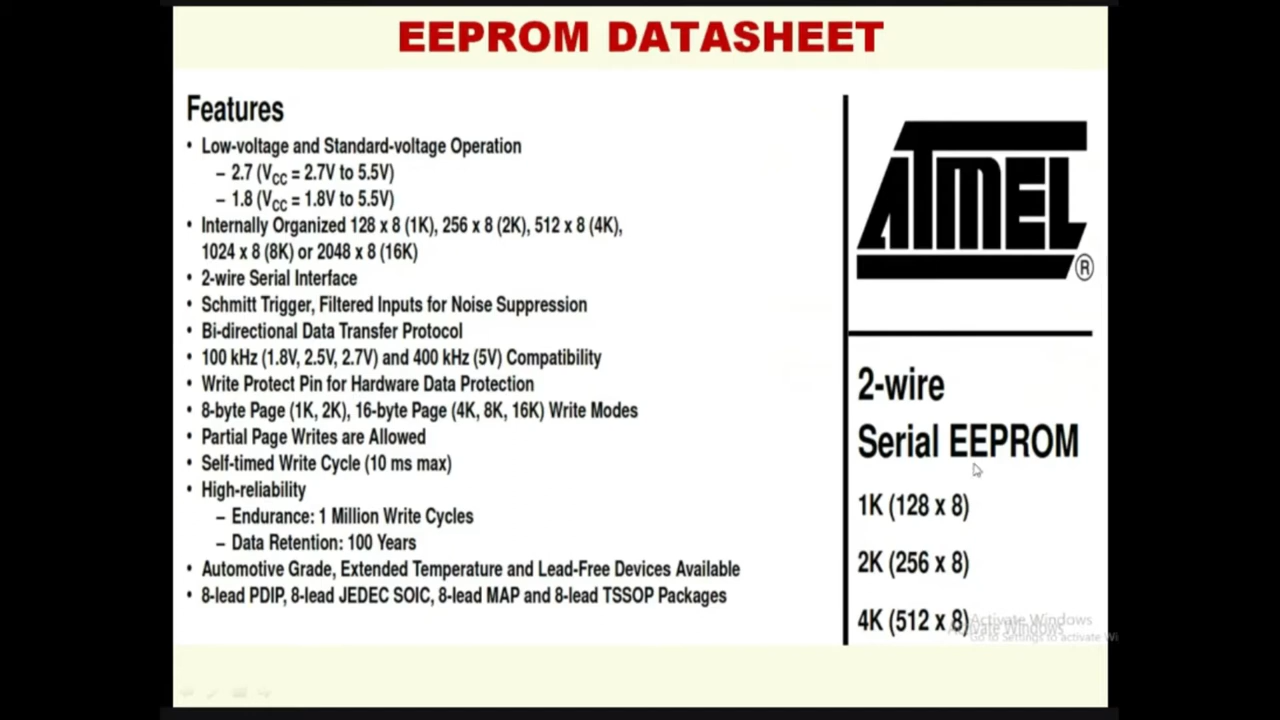 EEPROM DATASHEET
Features
• Low-voltage and Standard-voltage Operation
– 2.7 (VCC = 2.7V to 5.5V)
– 1.8 (VCC = 1.8V to 5.5V)
• Internally Organized 128 x 8 (1K), 256 x 8 (2K), 512 x 8 (4K),
1024 x 8 (8K) or 2048 x 8 (16K)
• 2-wire Serial Interface
• Schmitt Trigger, Filtered Inputs for Noise Suppression
• Bi-directional Data Transfer Protocol
• 100 kHz (1.8V, 2.5V, 2.7V) and 400 kHz (5V) Compatibility
• Write Protect Pin for Hardware Data Protection
• 8-byte Page (1K, 2K), 16-byte Page (4K, 8K, 16K) Write Modes
• Partial Page Writes are Allowed
• Self-timed Write Cycle (10 ms max)
• High-reliability
– Endurance: 1 Million Write Cycles
– Data Retention: 100 Years
• Automotive Grade, Extended Temperature and Lead-Free Devices Available
• 8-lead PDIP, 8-lead JEDEC SOIC, 8-lead MAP and 8-lead TSSOP Packages
ATMEL
®
2-wire
Serial EEPROM
1K (128 x 8)
2K (256 x 8)
4K (512 x 8)
Activate Windows
Activate Windows
Go to Settings to activate Wi